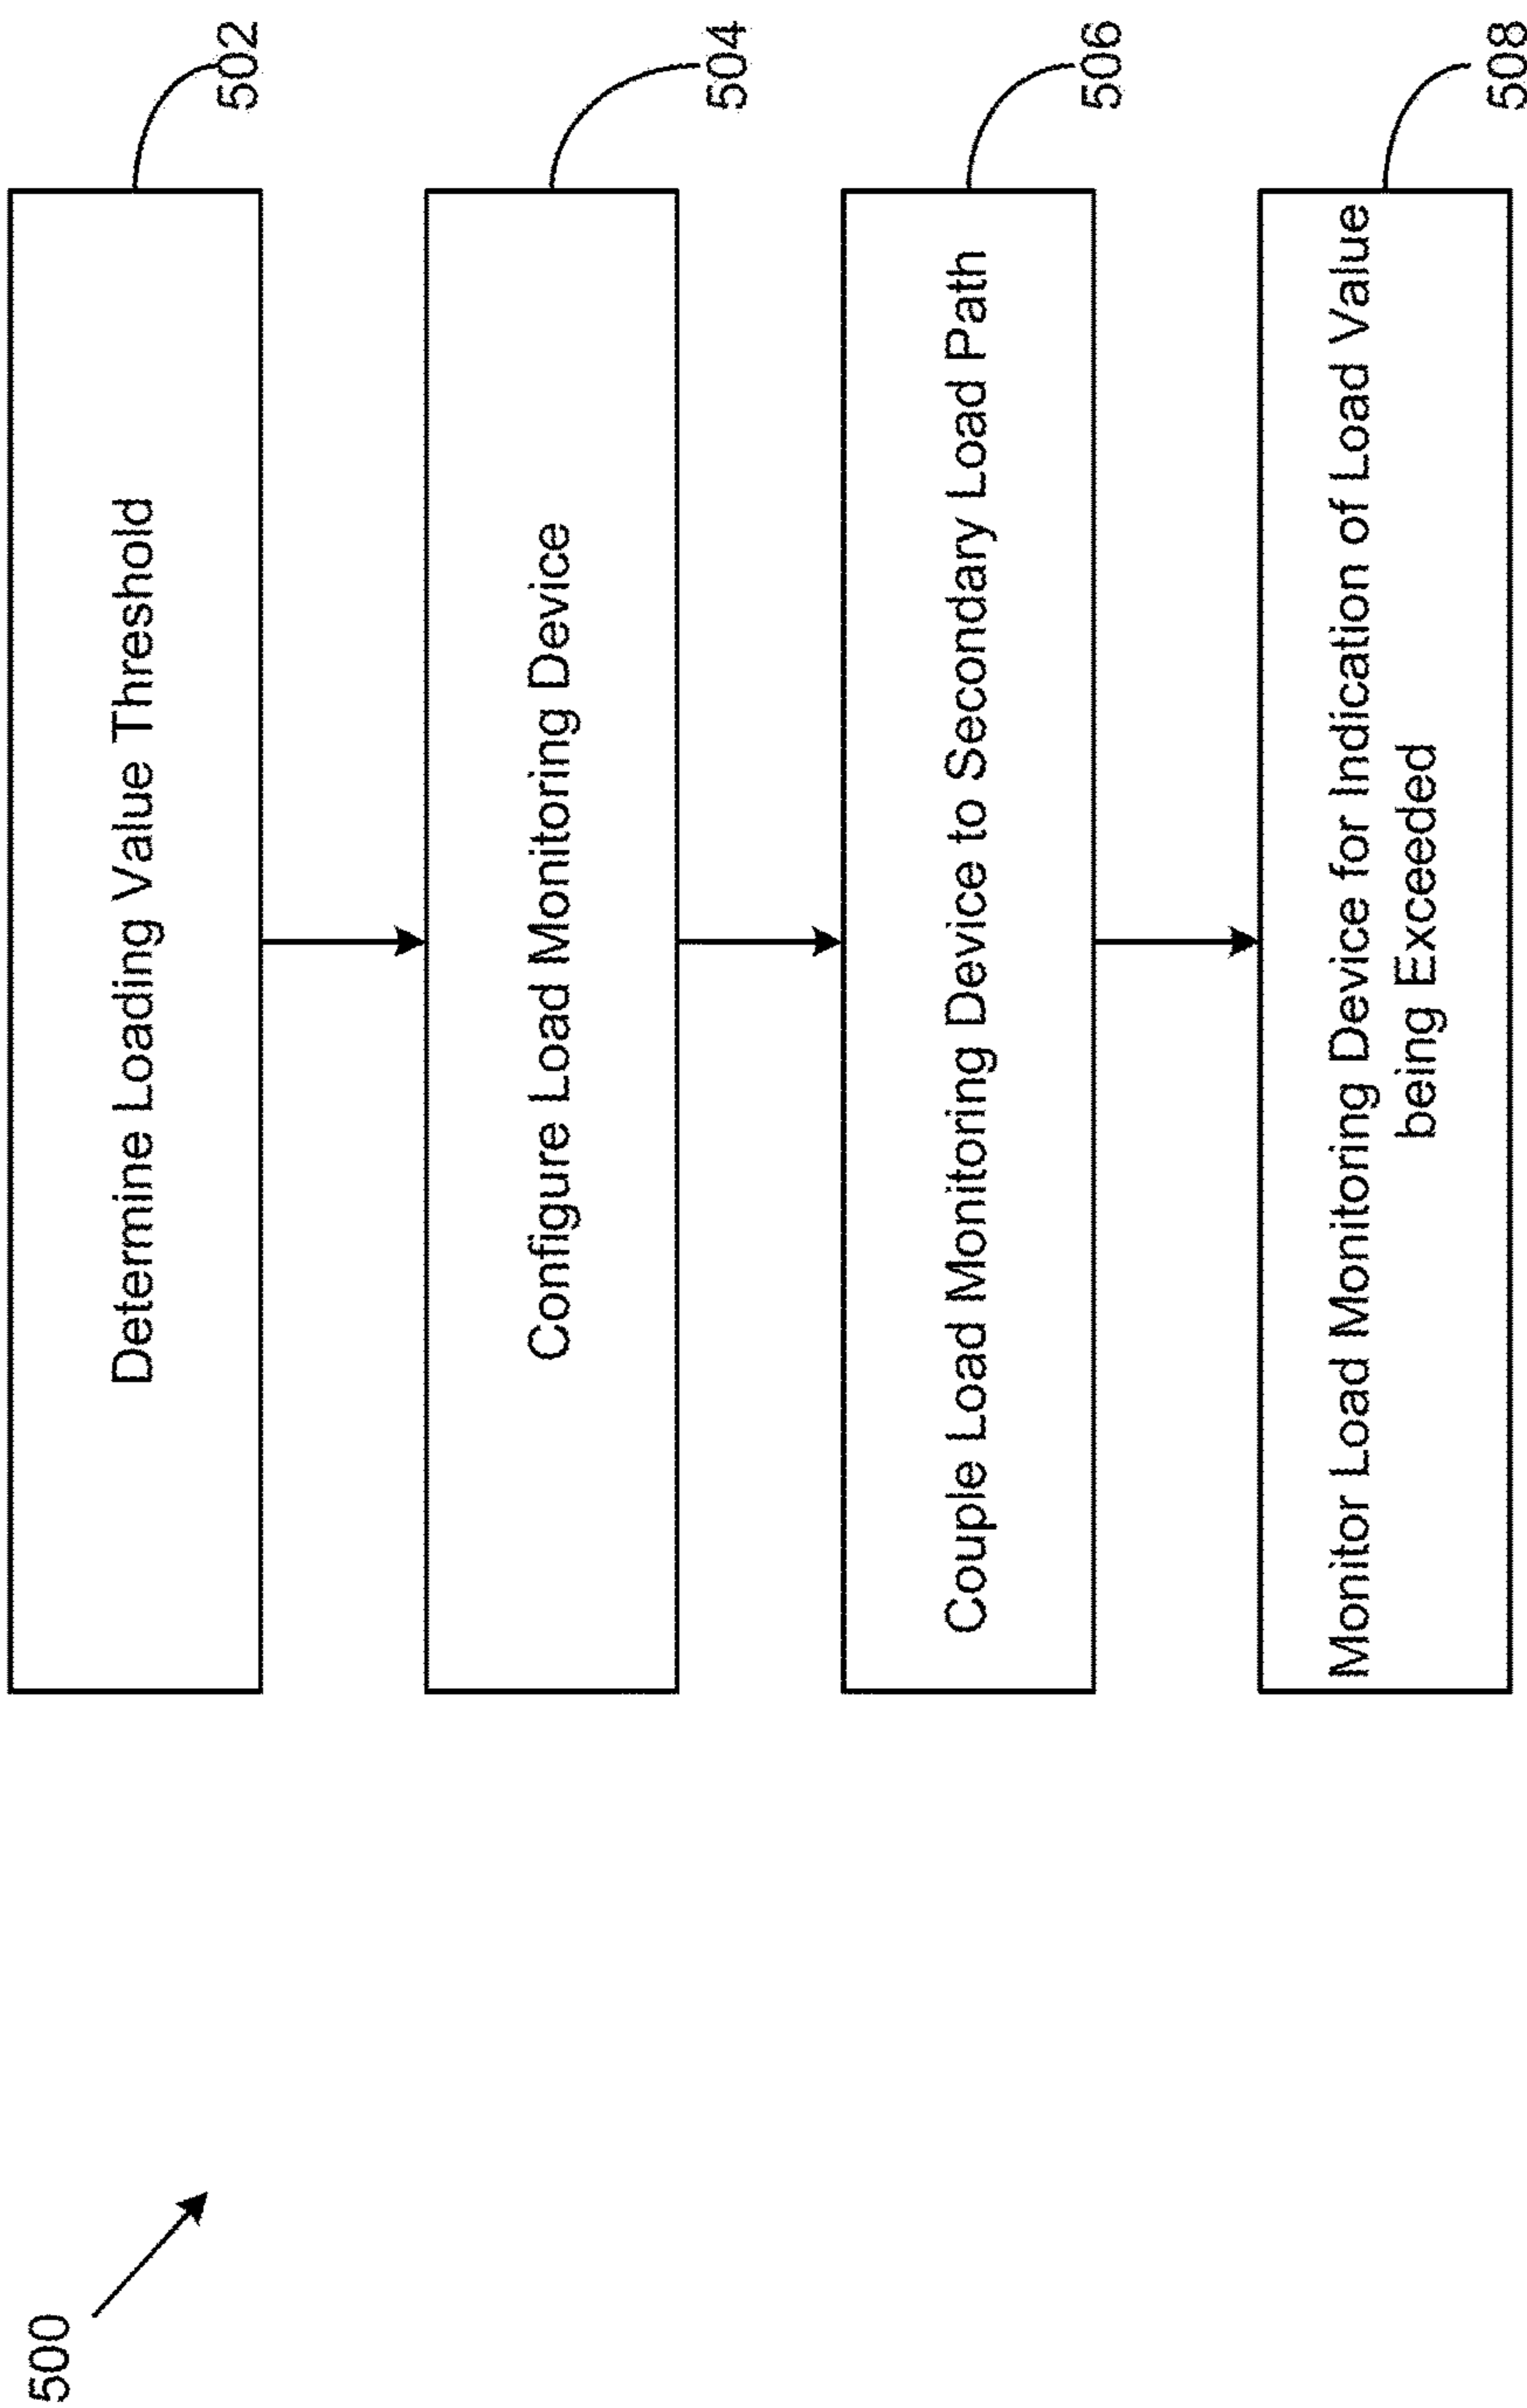 500
Determine Loading Value Threshold
502
Configure Load Monitoring Device
504
Couple Load Monitoring Device to Secondary Load Path
506
Monitor Load Monitoring Device for Indication of Load Value
being Exceeded
508